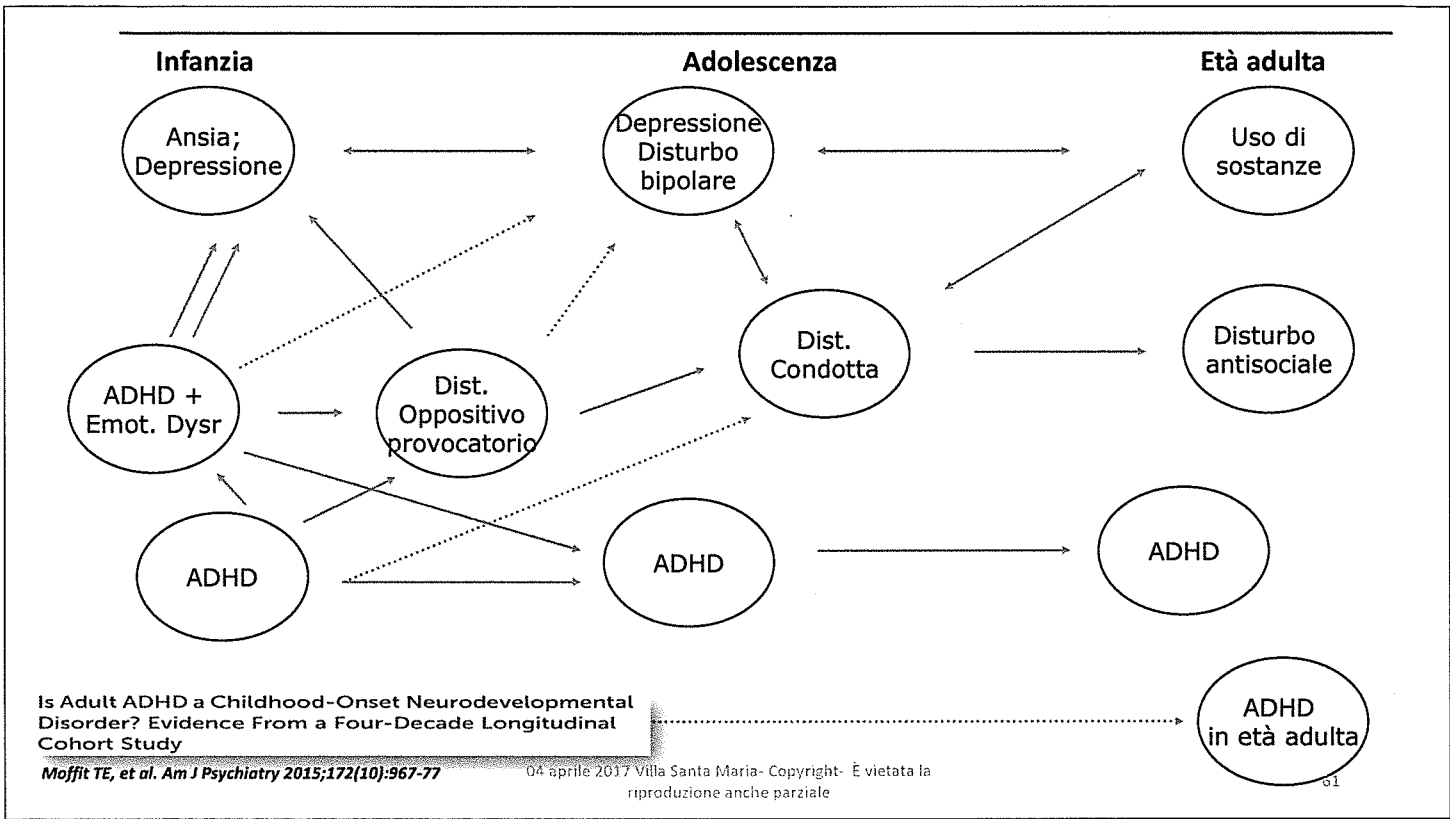 Infanzia
Adolescenza
Età adulta
Ansia;
Depressione
Depressione
Disturbo
bipolare
Uso di
sostanze
ADHD +
Emot. Dysr
Dist.
Oppositivo
provocatorio
Dist.
Condotta
Disturbo
antisociale
ADHD
ADHD
ADHD
Is Adult ADHD a Childhood-Onset Neurodevelopmental
Disorder? Evidence From a Four-Decade Longitudinal
Cohort Study
ADHD
in età adulta
Moffit TE, et al. Am J Psychiatry 2015;172(10):967-77
04 aprile 2017 Villa Santa Maria- Copyright- È vietata la
riproduzione anche parziale
61